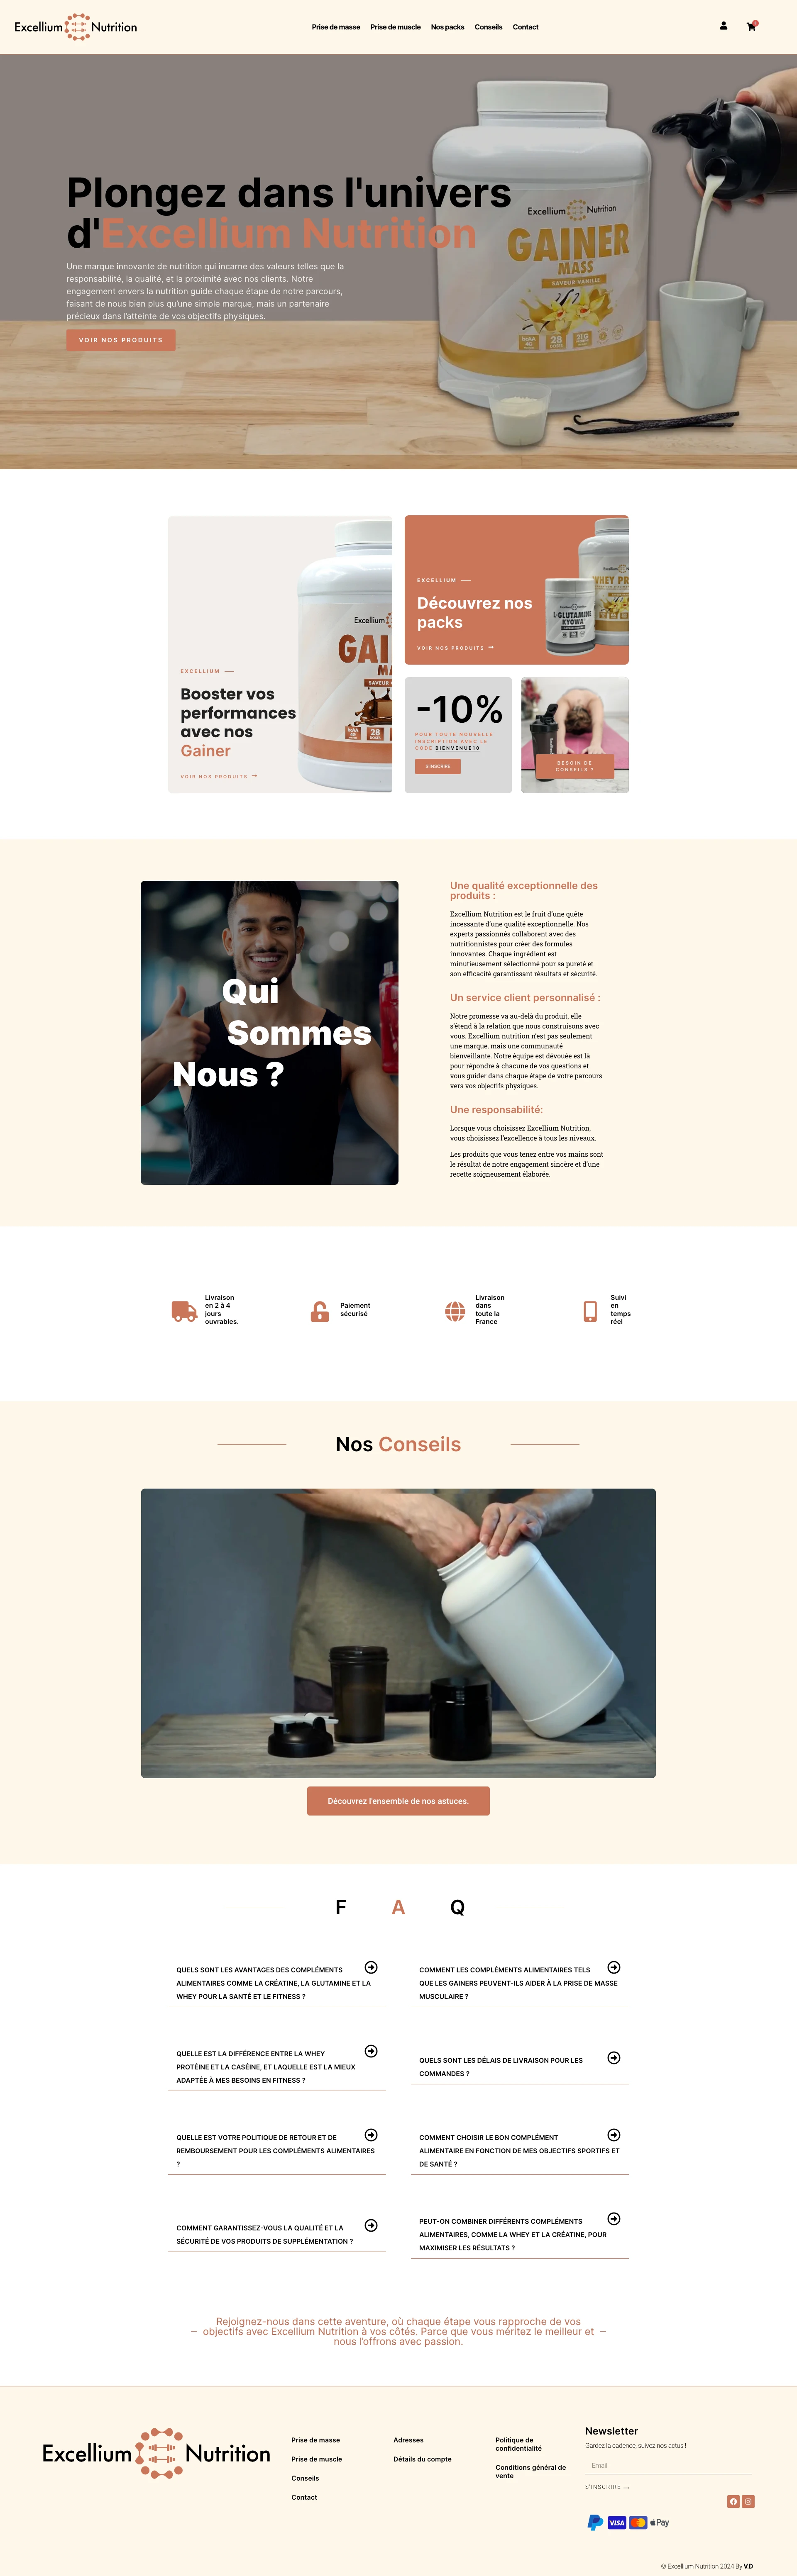 Excellium Nutrition
Prise de masse
Prise de muscle
Nos packs
Conseils
Contact
0
Plongez dans l'univers
d'Excellium Nutrition
Une marque innovante de nutrition qui incarne des valeurs telles que la
responsabilité, la qualité, et la proximité avec nos clients. Notre
engagement envers la nutrition guide chaque étape de notre parcours,
faisant de nous bien plus qu'une simple marque, mais un partenaire
précieux dans l'atteinte de vos objectifs physiques.
VOIR NOS PRODUITS
Excellium Nutrition
GAINER
MASS
SAVEUR VANILLE
28
EXCELLIUM
Booster vos
performances
avec nos
Gainer
VOIR NOS PRODUITS
Excellium
GAIN
MA
SAVEUR
28
EXCELLIUM
Découvrez nos
packs
VOIR NOS PRODUITS
Excellium
WHEY PR
L-GLUTAMINE
KYOWA
-10%
POUR TOUTE NOUVELLE
INSCRIPTION AVEC LE
CODE BIENVENUE10
S'INSCRIRE
BESOIN DE
CONSEILS ?
Qui
Sommes
Nous ?
Une qualité exceptionnelle des
produits :
Excellium Nutrition est le fruit d'une quête
incessante d'une qualité exceptionnelle. Nos
experts passionnés collaborent avec des
nutritionnistes pour créer des formules
innovantes. Chaque ingrédient est
minutieusement sélectionné pour sa pureté et
son efficacité garantissant résultats et sécurité.
Un service client personnalisé :
Notre promesse va au-delà du produit, elle
s'étend à la relation que nous construisons avec
vous. Excellium nutrition n'est pas seulement
une marque, mais une communauté
bienveillante. Notre équipe est dévouée est là
pour répondre à chacune de vos questions et
vous guider dans chaque étape de votre parcours
vers vos objectifs physiques.
Une responsabilité:
Lorsque vous choisissez Excellium Nutrition,
vous choisissez l'excellence à tous les niveaux.
Les produits que vous tenez entre vos mains sont
le résultat de notre engagement sincère et d'une
recette soigneusement élaborée.
Livraison
en 2 à 4
jours
ouvrables.
Paiement
sécurisé
Livraison
dans
toute la
France
Suivi
en
temps
réel
Nos Conseils
Découvrez l'ensemble de nos astuces.
F A Q
QUELS SONT LES AVANTAGES DES COMPLÉMENTS
ALIMENTAIRES COMME LA CRÉATINE, LA GLUTAMINE ET LA
WHEY POUR LA SANTÉ ET LE FITNESS ?
COMMENT LES COMPLÉMENTS ALIMENTAIRES TELS
QUE LES GAINERS PEUVENT-ILS AIDER À LA PRISE DE MASSE
MUSCULAIRE ?
QUELLE EST LA DIFFÉRENCE ENTRE LA WHEY
PROTÉINE ET LA CASÉINE, ET LAQUELLE EST LA MIEUX
ADAPTÉE À MES BESOINS EN FITNESS ?
QUELS SONT LES DÉLAIS DE LIVRAISON POUR LES
COMMANDES ?
QUELLE EST VOTRE POLITIQUE DE RETOUR ET DE
REMBOURSEMENT POUR LES COMPLÉMENTS ALIMENTAIRES
?
COMMENT CHOISIR LE BON COMPLÉMENT
ALIMENTAIRE EN FONCTION DE MES OBJECTIFS SPORTIFS ET
DE SANTÉ ?
COMMENT GARANTISSEZ-VOUS LA QUALITÉ ET LA
SÉCURITÉ DE VOS PRODUITS DE SUPPLÉMENTATION ?
PEUT-ON COMBINER DIFFÉRENTS COMPLÉMENTS
ALIMENTAIRES, COMME LA WHEY ET LA CRÉATINE, POUR
MAXIMISER LES RÉSULTATS ?
Rejoignez-nous dans cette aventure, où chaque étape vous rapproche de vos
objectifs avec Excellium Nutrition à vos côtés. Parce que vous méritez le meilleur et
nous l'offrons avec passion.
Excellium Nutrition
Prise de masse
Prise de muscle
Conseils
Contact
Adresses
Détails du compte
Politique de
confidentialité
Conditions général de
vente
Newsletter
Gardez la cadence, suivez nos actus !
Email
S'INSCRIRE
VISA
mastercard
Pay
© Excellium Nutrition 2024 By V.D